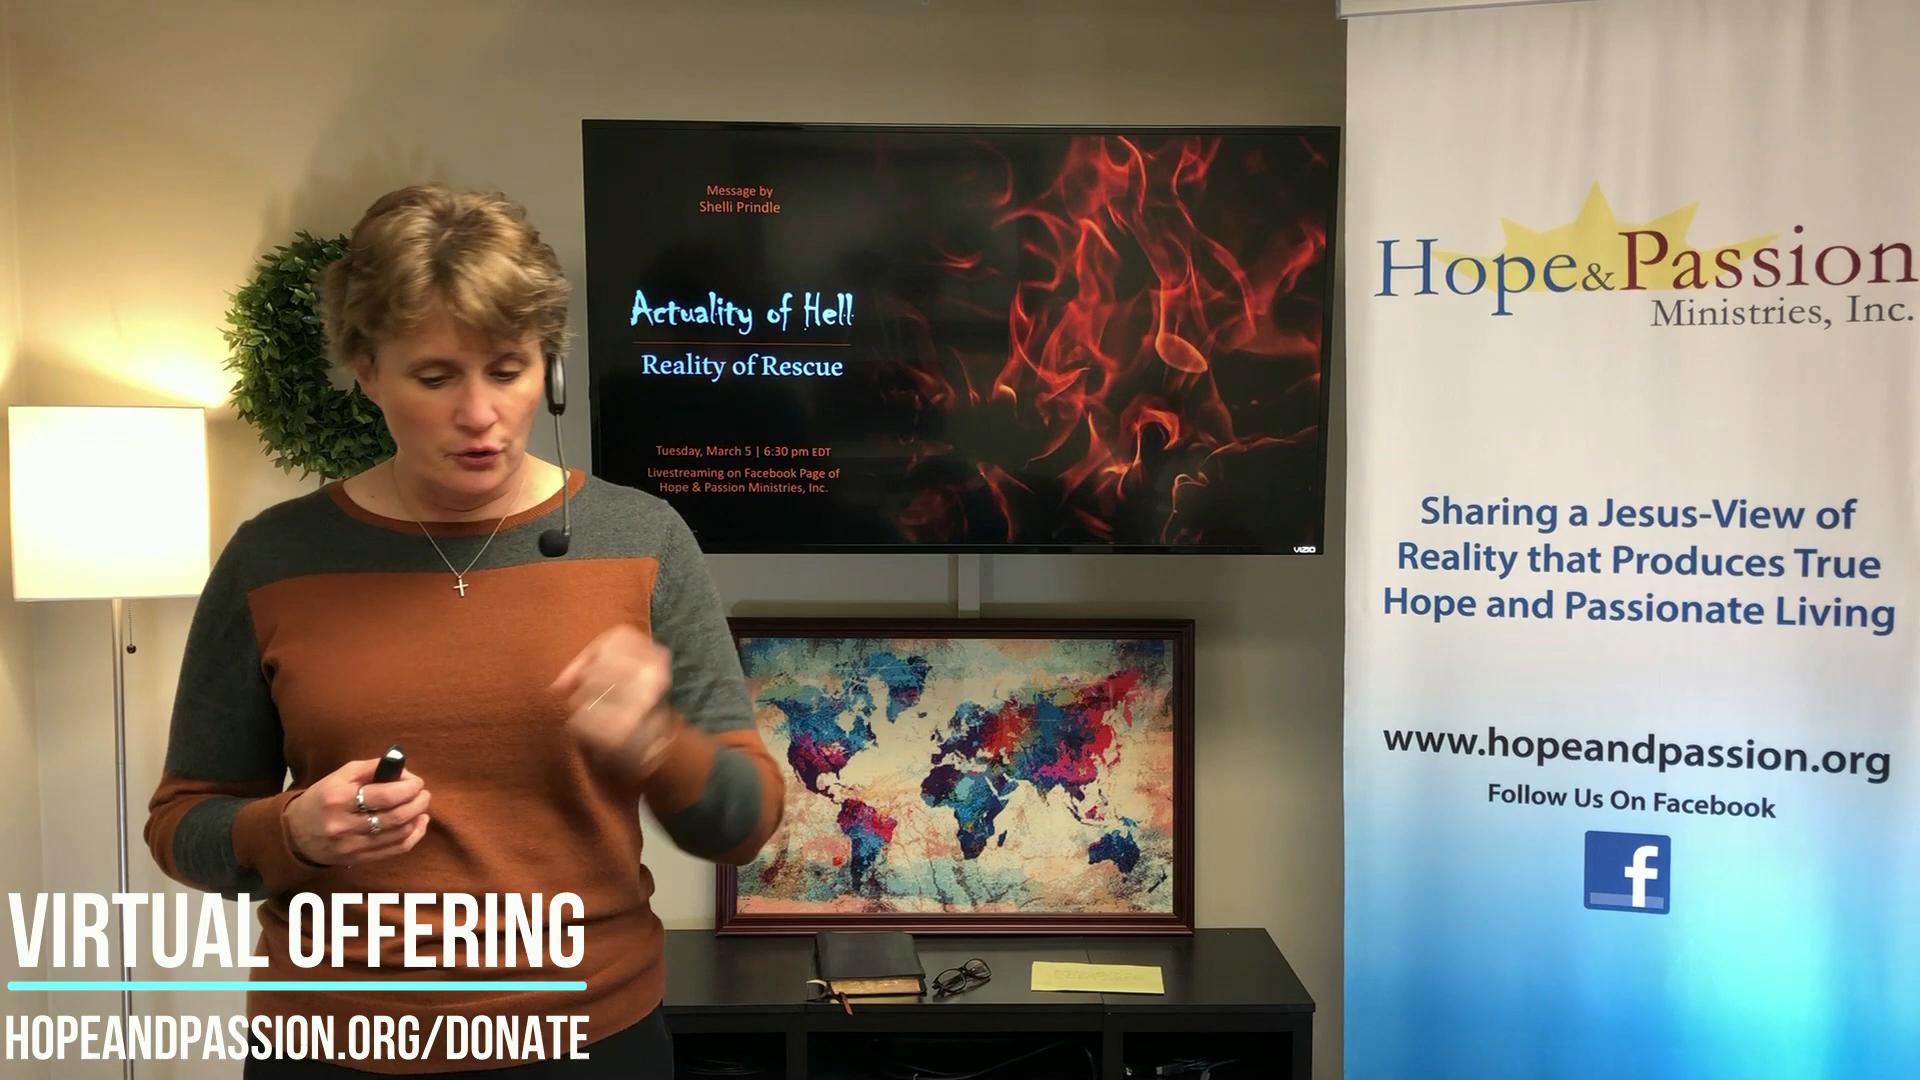 Message by
Shelli Prindle
Actuality of Hell
Reality of Rescue
Tuesday, March 5 | 6:30 pm EDT
Livestreaming on Facebook Page of
Hope & Passion Ministries, Inc.
VIZIO
Hope&Passion
Ministries, Inc.
Sharing a Jesus-View of
Reality that Produces True
Hope and Passionate Living
www.hopeandpassion.org
Follow Us On Facebook
f
VIRTUAL OFFERING
HOPEANDPASSION.ORG/DONATE